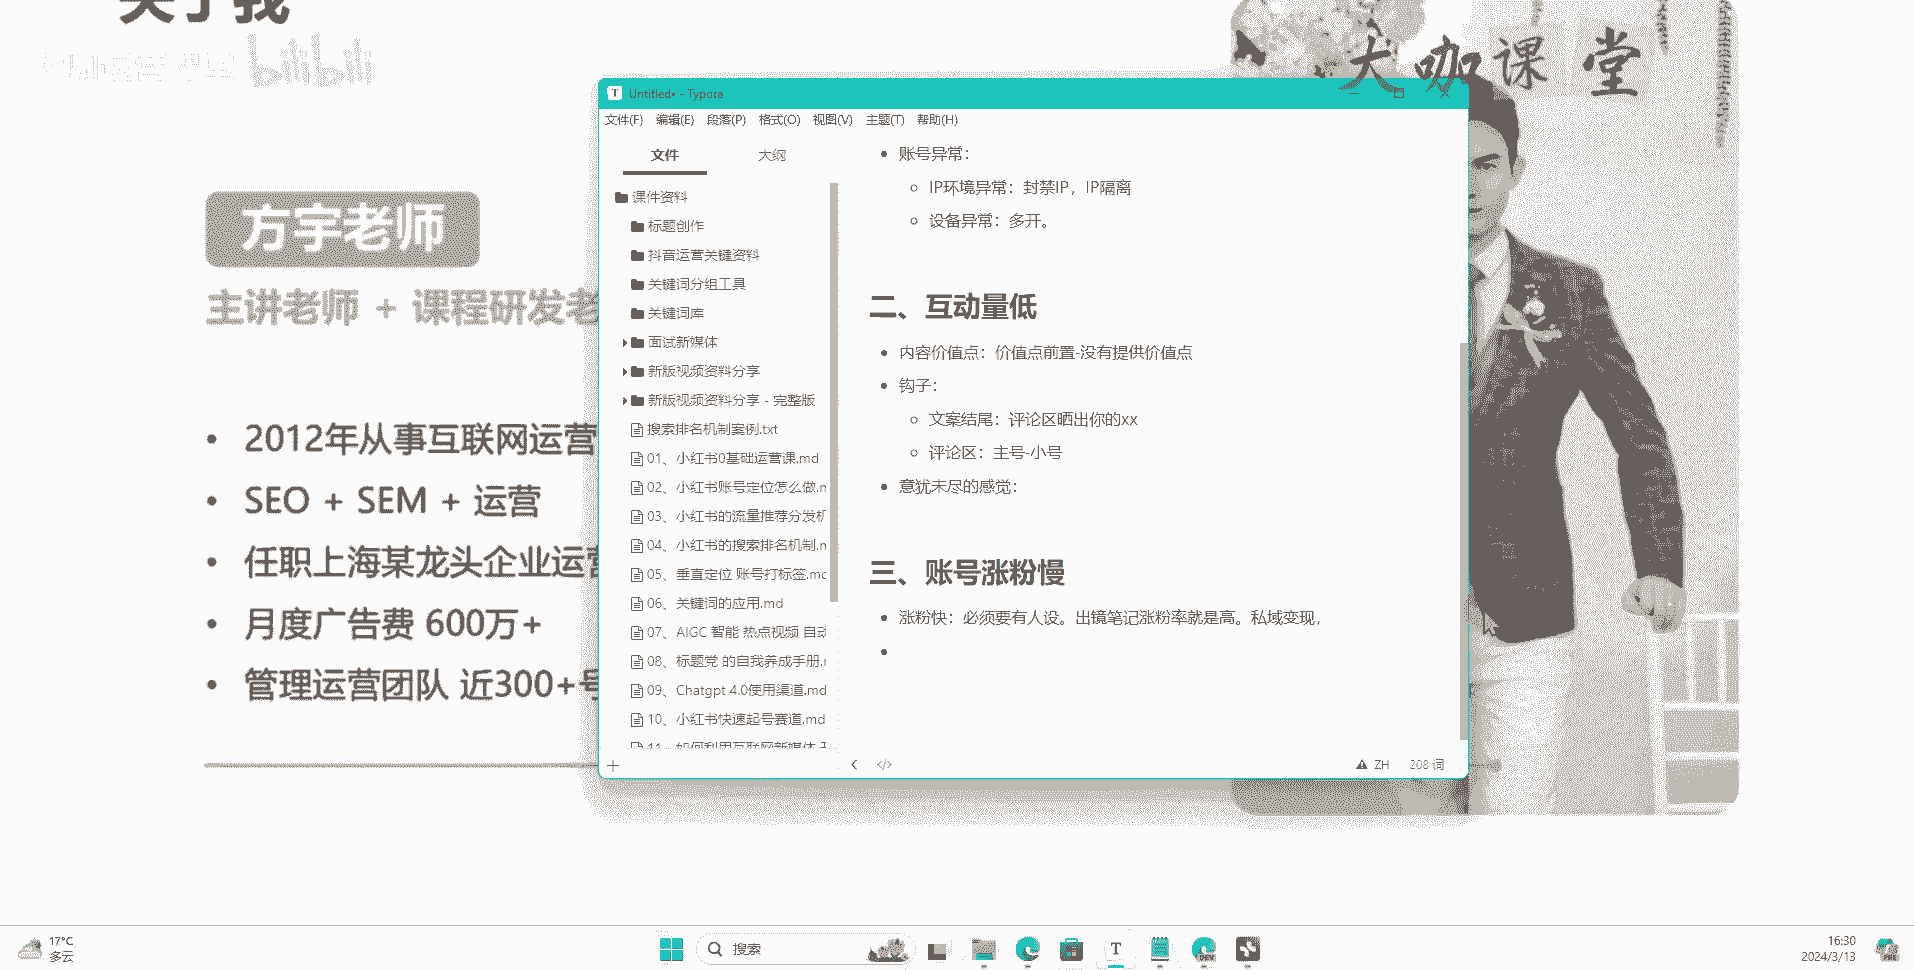 关于我
bilibili
大咖课堂
方宇老师
主讲老师 + 课程研发老
2012年从事互联网运营
SEO + SEM + 运营
任职上海某龙头企业运营
月度广告费 600万+
管理运营团队 近300+号
Untitled• - Typora
文件(F) 编辑(E) 段落(P) 格式(O) 视图(V) 主题(T) 帮助(H)
文件 大纲
课件资料
标题创作
抖音运营关键资料
关键词分组工具
关键词库
面试新媒体
新版视频资料分享
新版视频资料分享 - 完整版
搜索排名机制案例.txt
01、小红书0基础运营课.md
02、小红书账号定位怎么做.m
03、小红书的流量推荐分发机
04、小红书的搜索排名机制.m
05、垂直定位 账号打标签.md
06、关键词的应用.md
07、AIGC 智能 热点视频 自动
08、标题党 的自我养成手册.m
09、Chatgpt 4.0使用渠道.md
10、小红书快速起号赛道.md
11、如何利用互联网新媒体
账号异常：
IP环境异常：封禁IP，IP隔离
设备异常：多开。
二、互动量低
内容价值点：价值点前置-没有提供价值点
钩子：
文案结尾：评论区晒出你的xx
评论区：主号-小号
意犹未尽的感觉：
三、账号涨粉慢
涨粉快：必须要有人设。出镜笔记涨粉率就是高。私域变现，
ZH 208 词
17°C
多云
搜索
16:30
2024/3/13